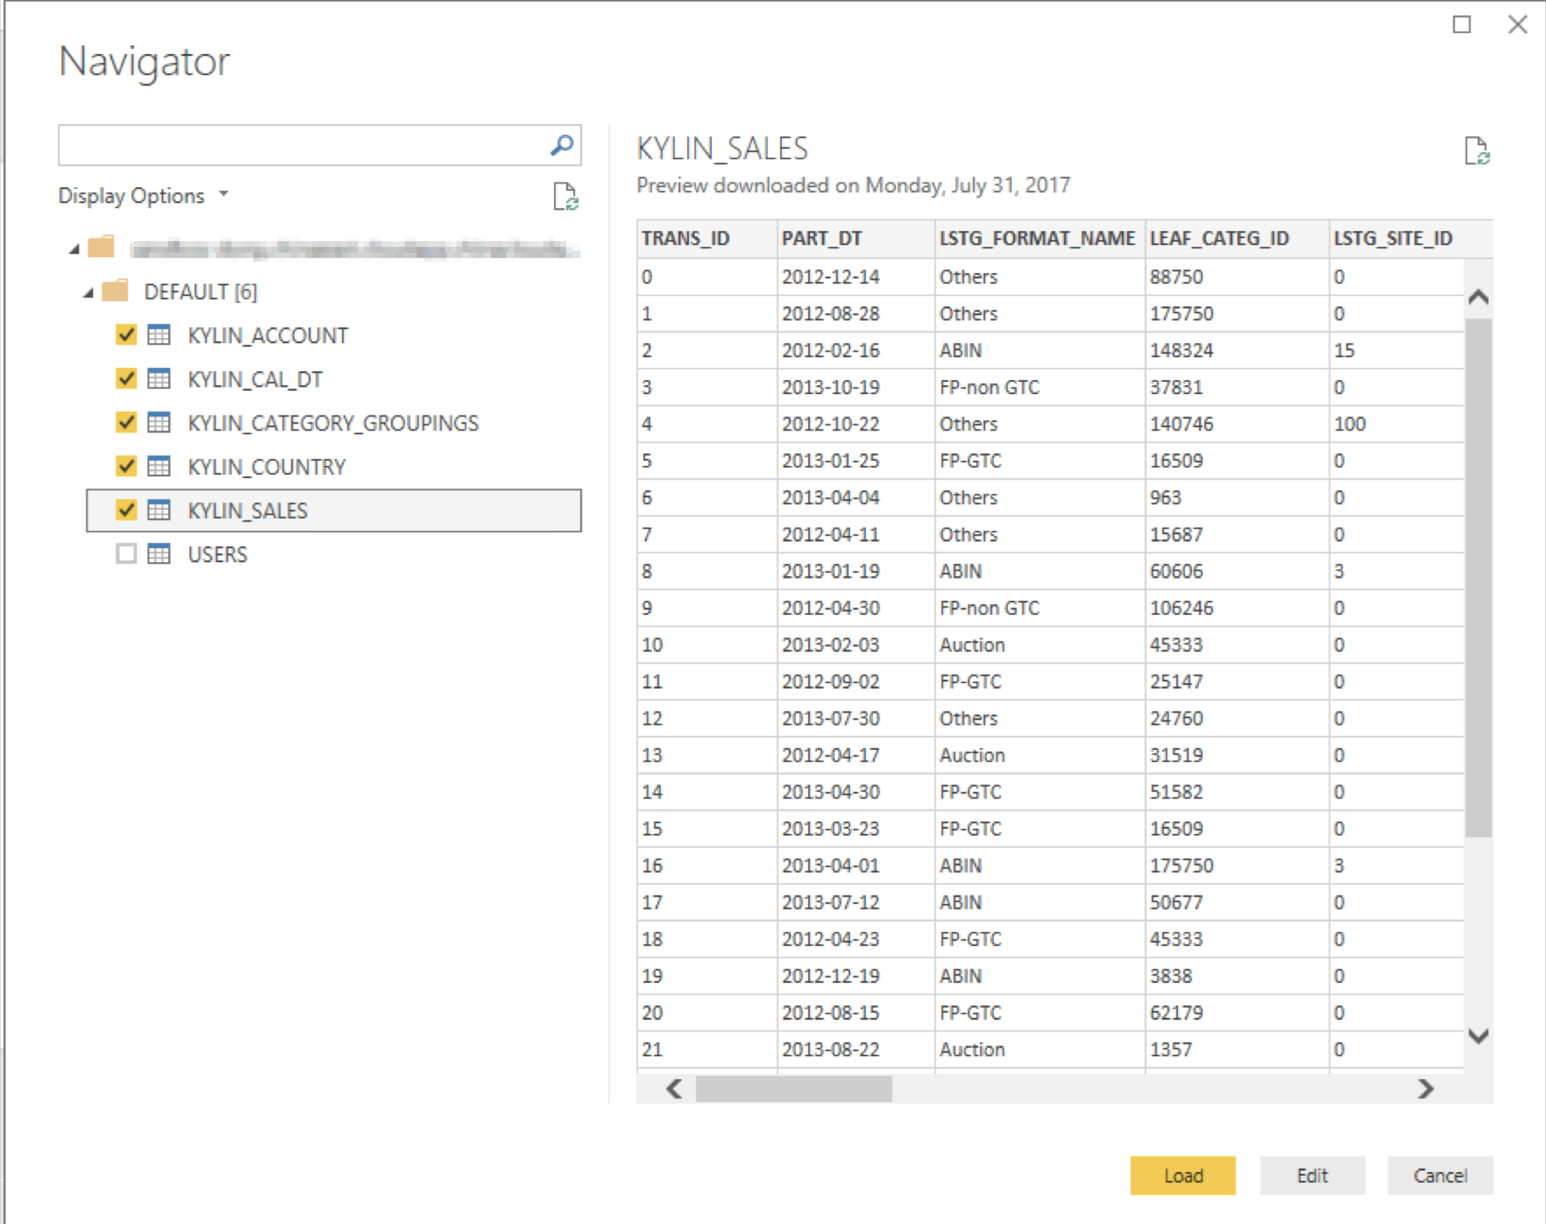 Navigator
Display Options
DEFAULT [6]
KYLIN_ACCOUNT
KYLIN_CAL_DT
KYLIN_CATEGORY_GROUPINGS
KYLIN_COUNTRY
KYLIN_SALES
USERS
KYLIN_SALES
Preview downloaded on Monday, July 31, 2017
TRANS_ID PART_DT LSTG_FORMAT_NAME LEAF_CATEG_ID LSTG_SITE_ID
0 2012-12-14 Others 88750 0
1 2012-08-28 Others 175750 0
2 2012-02-16 ABIN 148324 15
3 2013-10-19 FP-non GTC 37831 0
4 2012-10-22 Others 140746 100
5 2013-01-25 FP-GTC 16509 0
6 2013-04-04 Others 963 0
7 2012-04-11 Others 15687 0
8 2013-01-19 ABIN 60606 3
9 2012-04-30 FP-non GTC 106246 0
10 2013-02-03 Auction 45333 0
11 2012-09-02 FP-GTC 25147 0
12 2013-07-30 Others 24760 0
13 2012-04-17 Auction 31519 0
14 2013-04-30 FP-GTC 51582 0
15 2013-03-23 FP-GTC 16509 0
16 2013-04-01 ABIN 175750 3
17 2013-07-12 ABIN 50677 0
18 2012-04-23 FP-GTC 45333 0
19 2012-12-19 ABIN 3838 0
20 2012-08-15 FP-GTC 62179 0
21 2013-08-22 Auction 1357 0
Load Edit Cancel